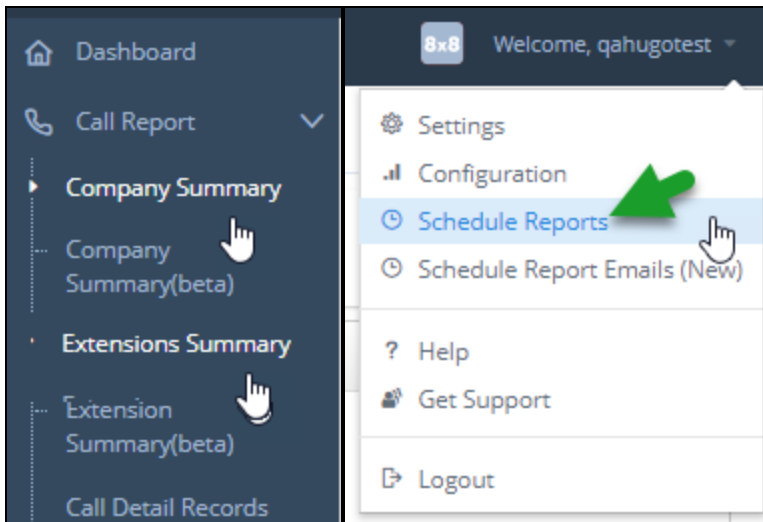 Dashboard
Call Report
Company Summary
Company
Summary(beta)
Extensions Summary
Extension
Summary(beta)
Call Detail Records
8x8 Welcome, qahugotest
Settings
Configuration
Schedule Reports
Schedule Report Emails (New)
? Help
Get Support
Logout